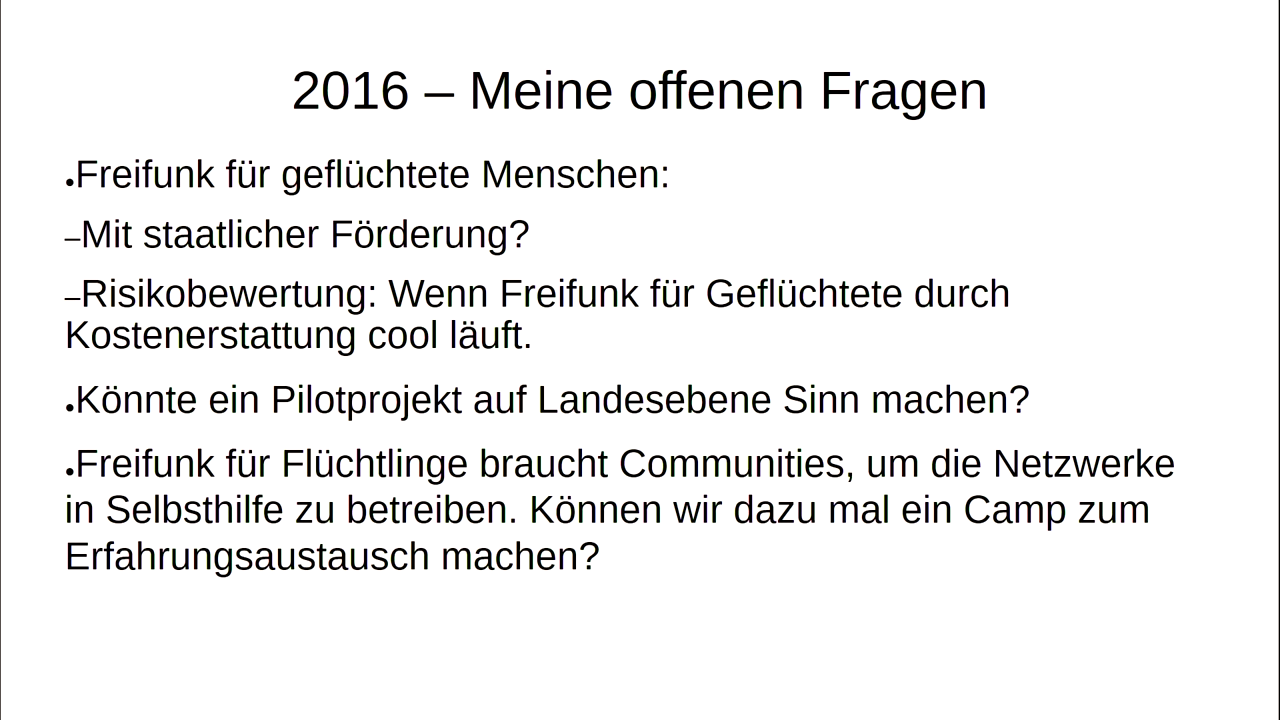 2016 – Meine offenen Fragen
•Freifunk für geflüchtete Menschen:
–Mit staatlicher Förderung?
–Risikobewertung: Wenn Freifunk für Geflüchtete durch
Kostenerstattung cool läuft.
•Könnte ein Pilotprojekt auf Landesebene Sinn machen?
•Freifunk für Flüchtlinge braucht Communities, um die Netzwerke
in Selbsthilfe zu betreiben. Können wir dazu mal ein Camp zum
Erfahrungsaustausch machen?